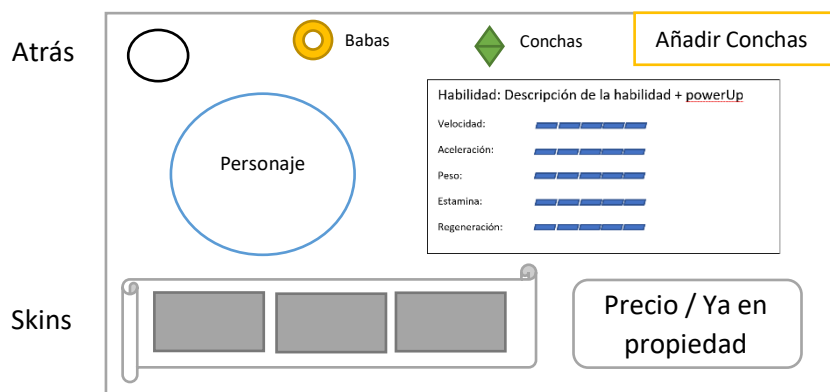 Atrás
Babas
Conchas
Añadir Conchas
Personaje
Habilidad: Descripción de la habilidad + powerUp
Velocidad:
Aceleración:
Peso:
Estamina:
Regeneración:
Skins
Precio / Ya en
propiedad